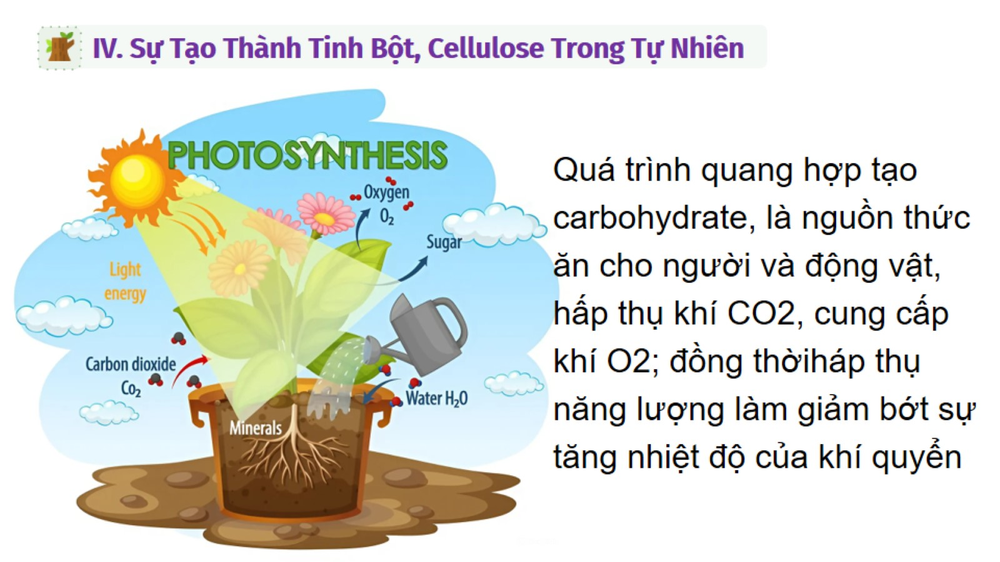 IV. Sự Tạo Thành Tinh Bột, Cellulose Trong Tự Nhiên
PHOTOSYNTHESIS
Oxygen
O₂
Sugar
Light
energy
Carbon dioxide
Co₂
Water H₂O
Minerals
Quá trình quang hợp tạo
carbohydrate, là nguồn thức
ăn cho người và động vật,
hấp thụ khí CO2, cung cấp
khí O2; đồng thờiháp thụ
năng lượng làm giảm bớt sự
tăng nhiệt độ của khí quyển